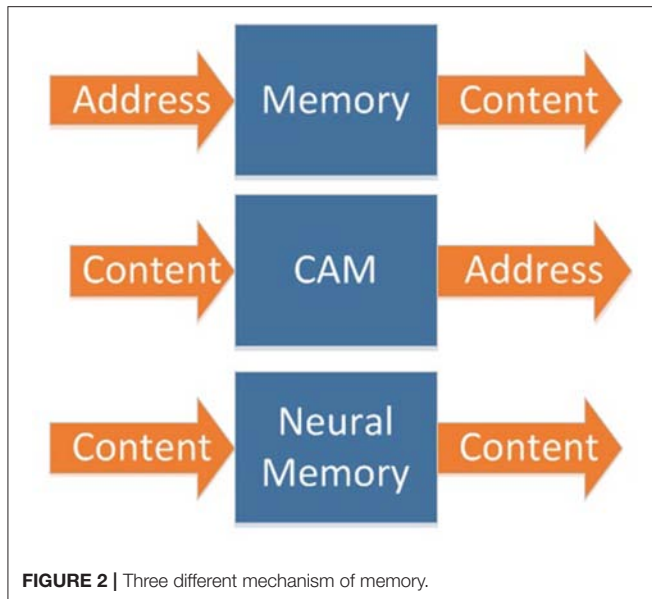 Address Memory Content
Content CAM Address
Content Neural Memory Content
FIGURE 2 | Three different mechanism of memory.